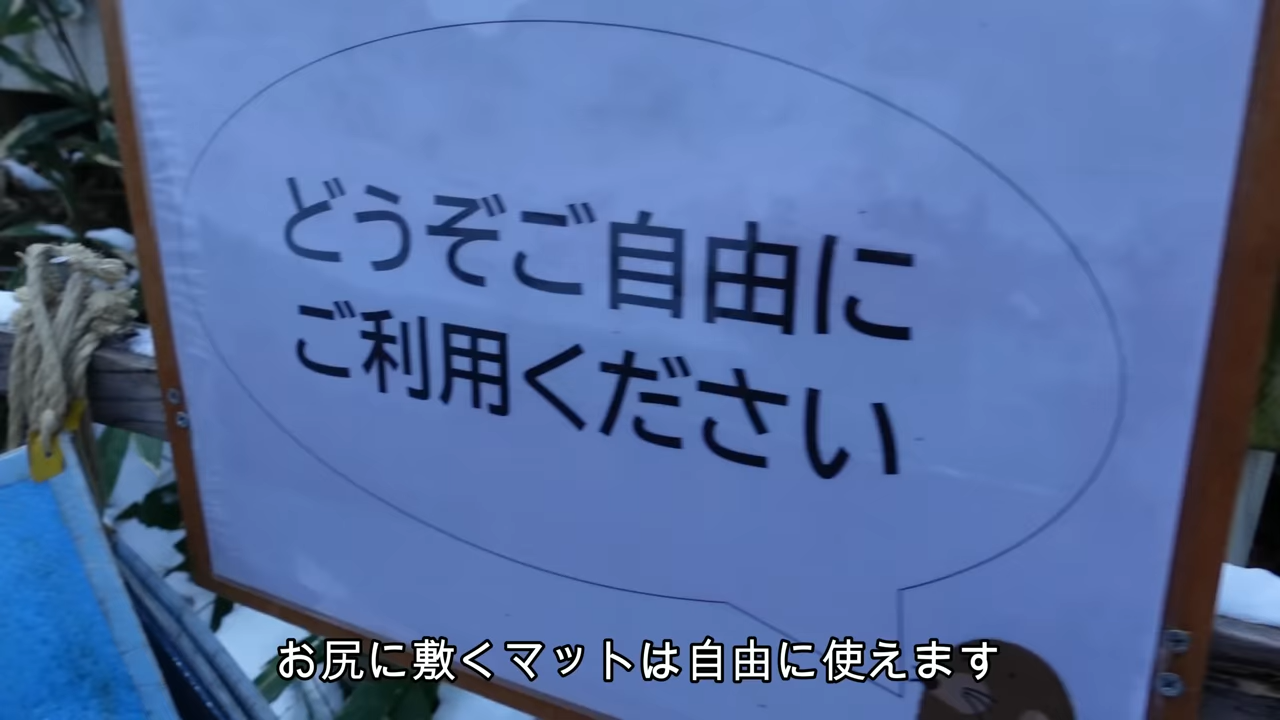 どうぞご自由に
ご利用ください
お尻に敷くマットは自由に使えます